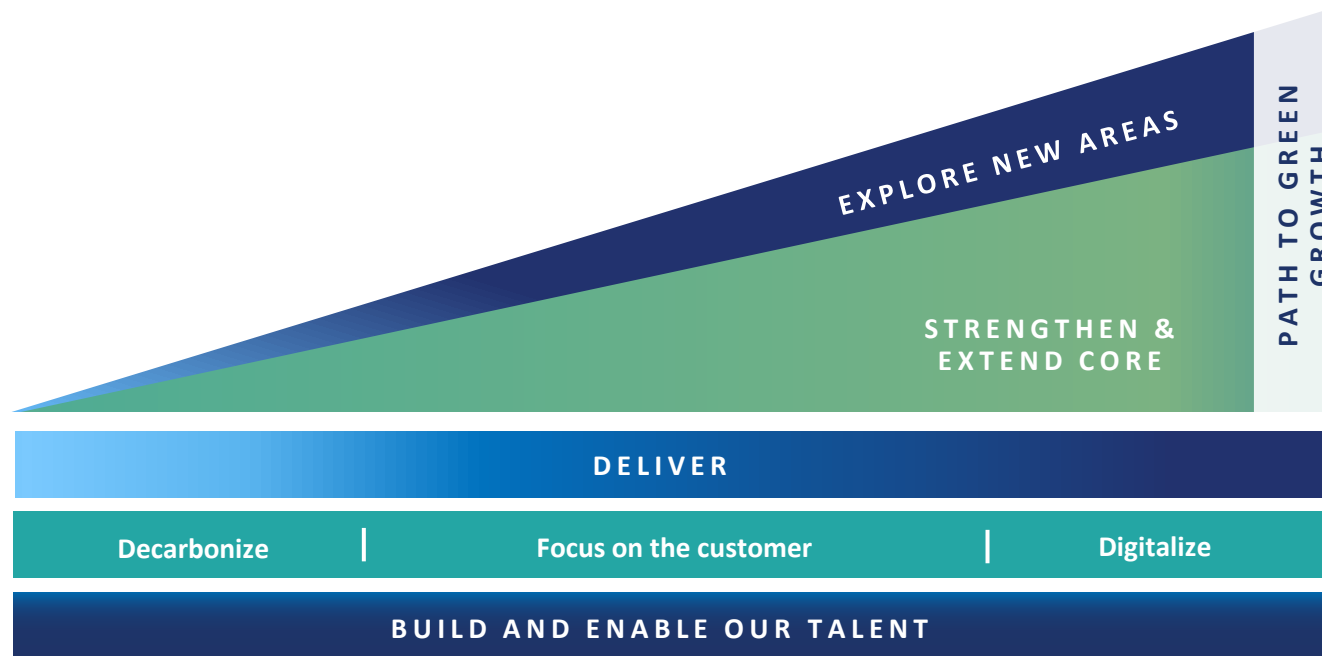 EXPLORE NEW AREAS
PATH TO GREEN
GROWTH
STRENGTHEN &
EXTEND CORE
DELIVER
Decarbonize | Focus on the customer | Digitalize
BUILD AND ENABLE OUR TALENT